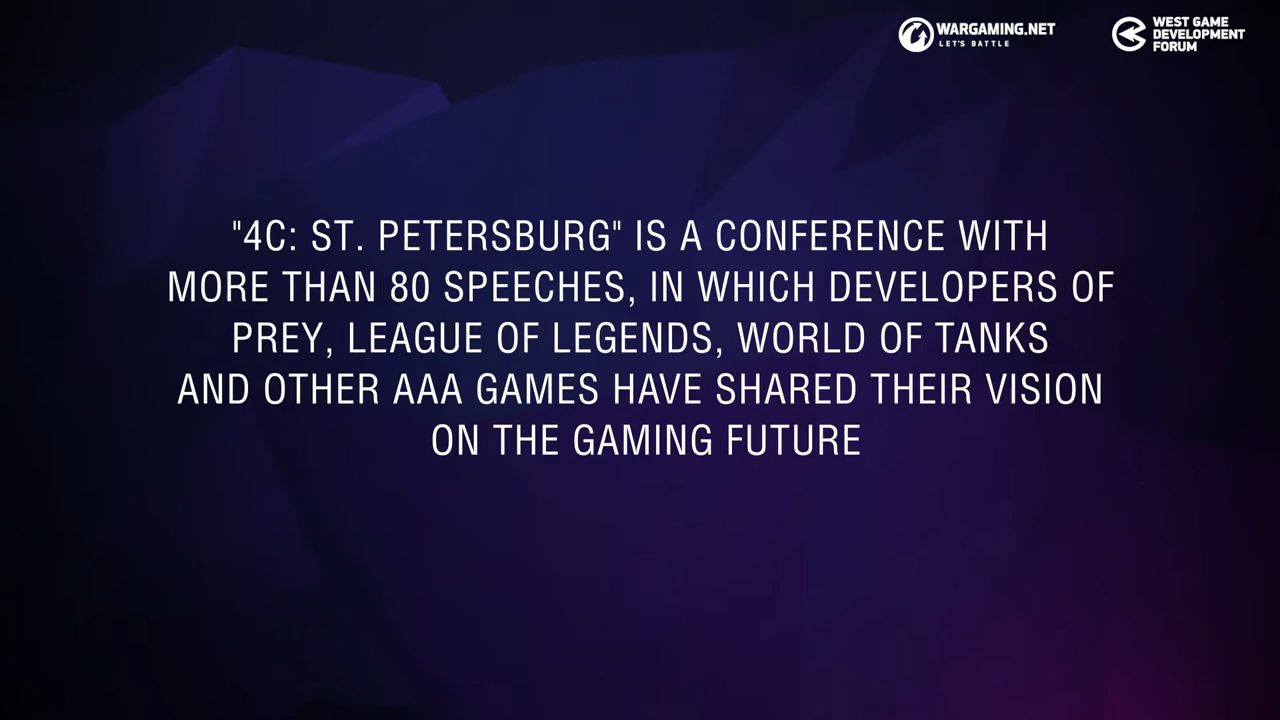 WARGAMING.NET
LET'S BATTLE
WEST GAME
DEVELOPMENT
FORUM
"4C: ST. PETERSBURG" IS A CONFERENCE WITH
MORE THAN 80 SPEECHES, IN WHICH DEVELOPERS OF
PREY, LEAGUE OF LEGENDS, WORLD OF TANKS
AND OTHER AAA GAMES HAVE SHARED THEIR VISION
ON THE GAMING FUTURE